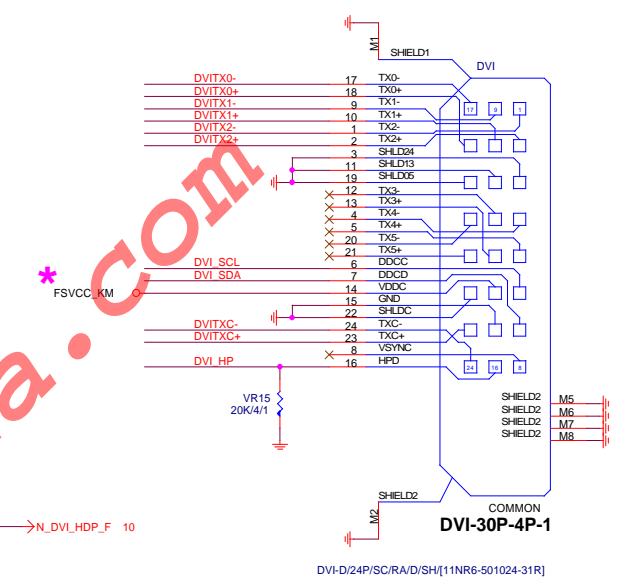 M1
SHIELD1
DVI
DVITX0- 17 TX0-
DVITX0+ 18 TX0+
DVITX1- 9 TX1-
DVITX1+ 10 TX1+
DVITX2- 1 TX2-
DVITX2+ 2 TX2+
3 SHLD24
11 SHLD13
19 SHLD05
12 TX3-
13 TX3+
4 TX4-
5 TX4+
20 TX5-
21 TX5+
DVI_SCL 6 DDCC
DVI_SDA 7 DDCD
* FSVCC_KM 14 VDDC
15 GND
22 SHLDC
DVITXC- 24 TXC-
DVITXC+ 23 TXC+
8 VSYNC
DVI_HP 16 HPD
17 9 1
24 16 8
VR15
20K/4/1
SHIELD2 M5
SHIELD2 M6
SHIELD2 M7
SHIELD2 M8
SHIELD2
M2
COMMON
DVI-30P-4P-1
N_DVI_HDP_F 10
DVI-D/24P/SC/RA/D/SH/[11NR6-501024-31R]
a.com